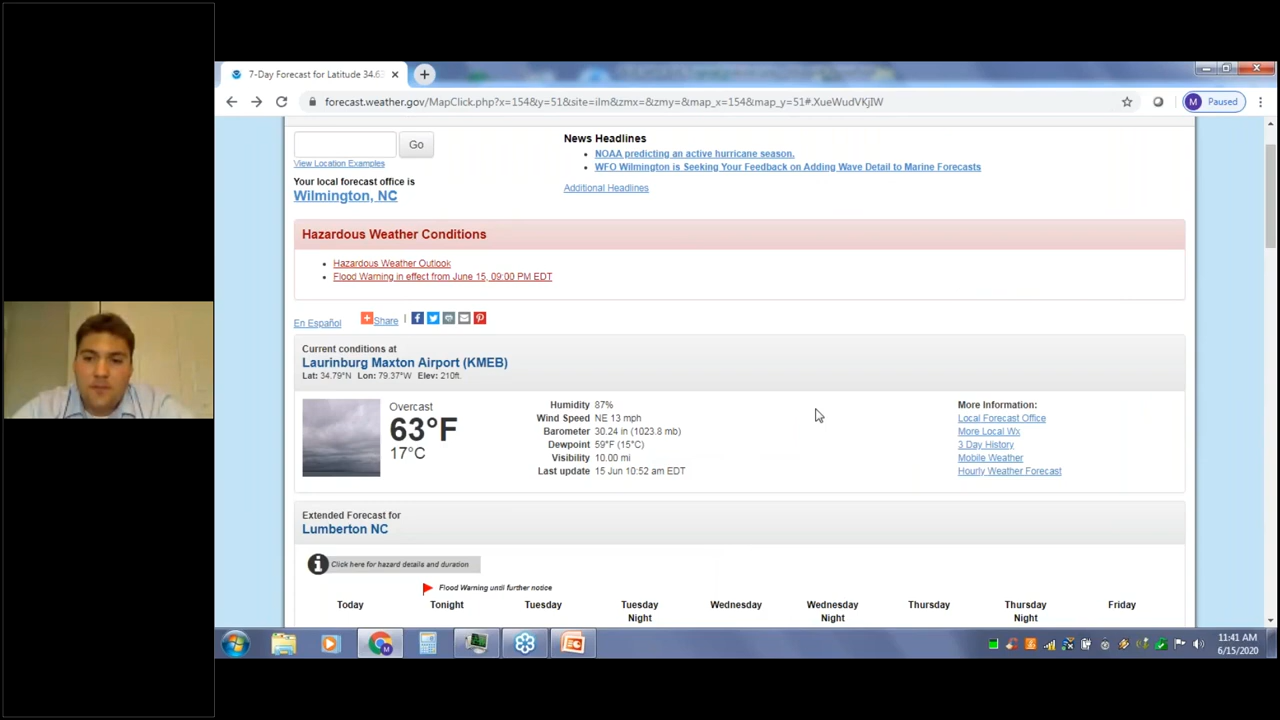 7-Day Forecast for Latitude 34.63
forecast.weather.gov/MapClick.php?x=154&y=51&site=ilm&zmx=&zmy=&map_x=154&map_y=51#.XueWudVKjIW
M Paused
Go
View Location Examples
Your local forecast office is
Wilmington, NC
News Headlines
NOAA predicting an active hurricane season.
WFO Wilmington is Seeking Your Feedback on Adding Wave Detail to Marine Forecasts
Additional Headlines
Hazardous Weather Conditions
Hazardous Weather Outlook
Flood Warning in effect from June 15, 09:00 PM EDT
En Español
Share |
Current conditions at
Laurinburg Maxton Airport (KMEB)
Lat: 34.79°N Lon: 79.37°W Elev: 210ft.
Overcast
63°F
17°C
Humidity 87%
Wind Speed NE 13 mph
Barometer 30.24 in (1023.8 mb)
Dewpoint 59°F (15°C)
Visibility 10.00 mi
Last update 15 Jun 10:52 am EDT
More Information:
Local Forecast Office
More Local Wx
3 Day History
Mobile Weather
Hourly Weather Forecast
Extended Forecast for
Lumberton NC
Click here for hazard details and duration
Flood Warning until further notice
Today Tonight Tuesday Tuesday Wednesday Wednesday Thursday Thursday Friday
Night Night Night
11:41 AM
6/15/2020